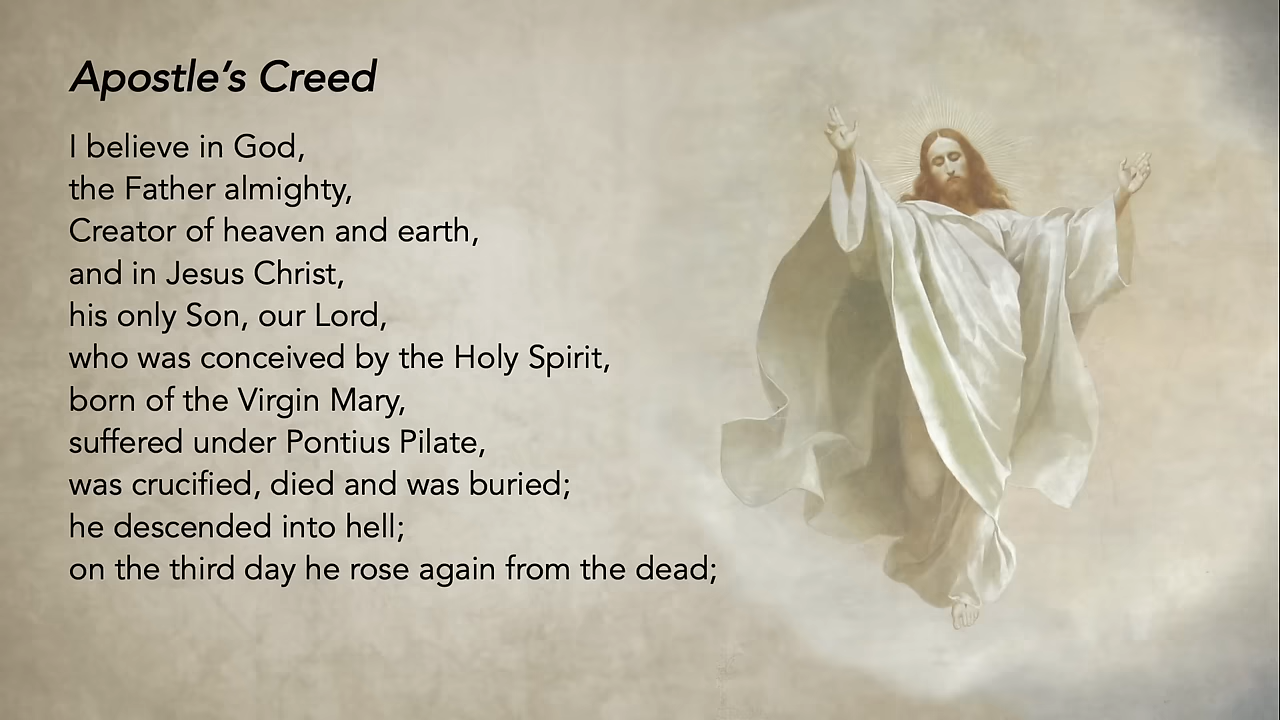 Apostle’s Creed
I believe in God,
the Father almighty,
Creator of heaven and earth,
and in Jesus Christ,
his only Son, our Lord,
who was conceived by the Holy Spirit,
born of the Virgin Mary,
suffered under Pontius Pilate,
was crucified, died and was buried;
he descended into hell;
on the third day he rose again from the dead;